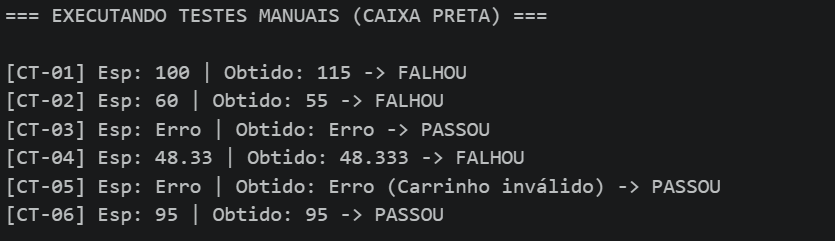 === EXECUTANDO TESTES MANUAIS (CAIXA PRETA) ===
[CT-01] Esp: 100 | Obtido: 115 -> FALHOU
[CT-02] Esp: 60 | Obtido: 55 -> FALHOU
[CT-03] Esp: Erro | Obtido: Erro -> PASSOU
[CT-04] Esp: 48.33 | Obtido: 48.333 -> FALHOU
[CT-05] Esp: Erro | Obtido: Erro (Carrinho inválido) -> PASSOU
[CT-06] Esp: 95 | Obtido: 95 -> PASSOU